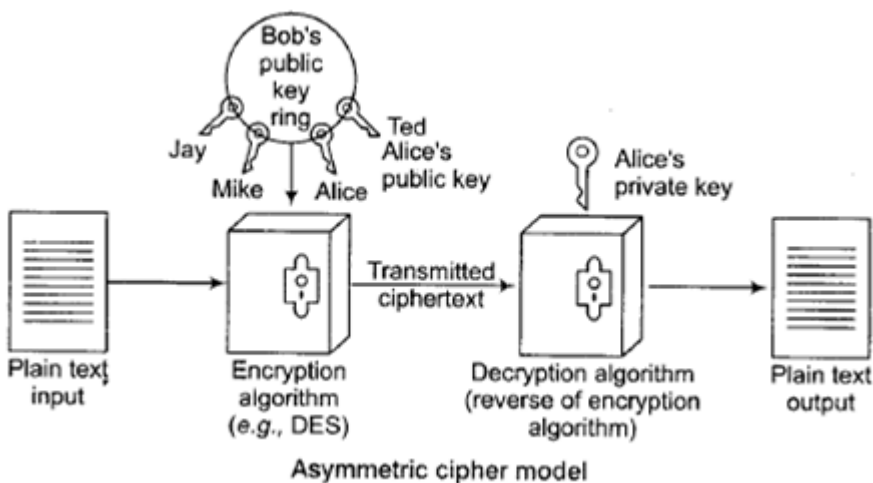 Bob's
public
key
ring
Jay
Mike
Alice
Ted
Alice's
public key
Alice's
private key
Transmitted
ciphertext
Plain text
input
Encryption
algorithm
(e.g., DES)
Decryption algorithm
(reverse of encryption
algorithm)
Plain text
output
Asymmetric cipher model